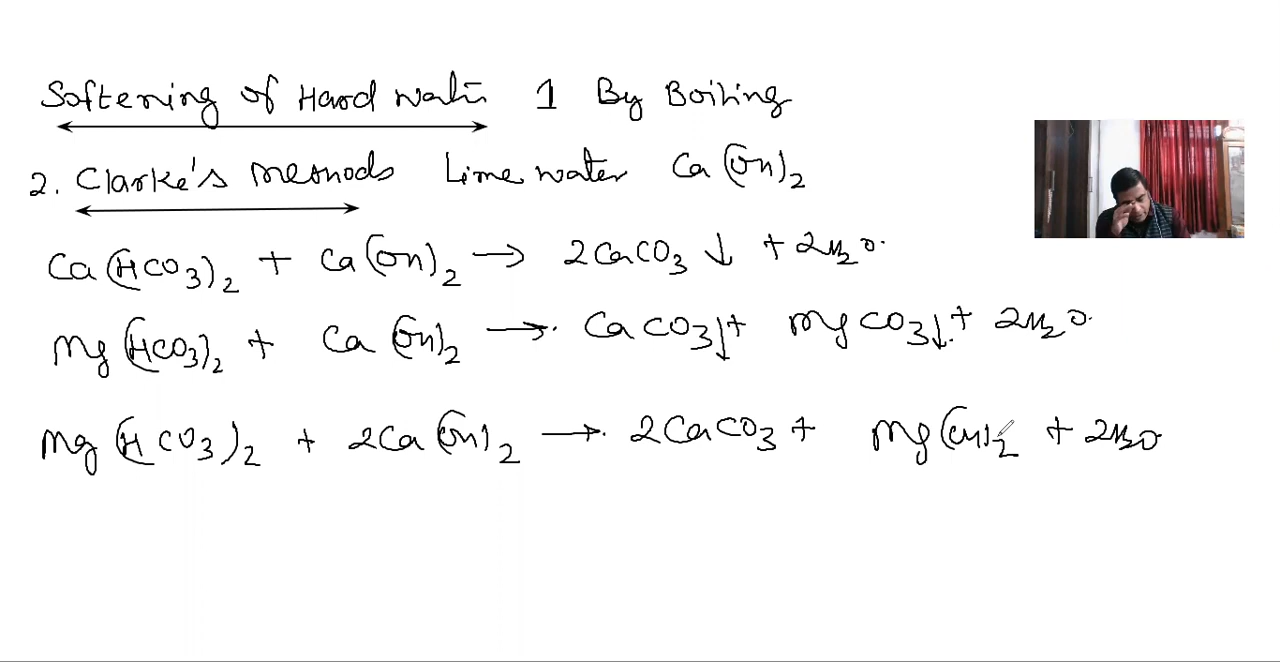 Softening of Hard water 1 By Boiling
2. Clarke's methods Lime water Ca(OH)2
Ca(HCO3)2 + Ca(OH)2 → 2CaCO3 ↓ + 2H2O.
Mg(HCO3)2 + Ca(OH)2 → CaCO3↓ + MgCO3↓ + 2H2O.
Mg(HCO3)2 + 2Ca(OH)2 → 2CaCO3 + Mg(OH)2 + 2H2O